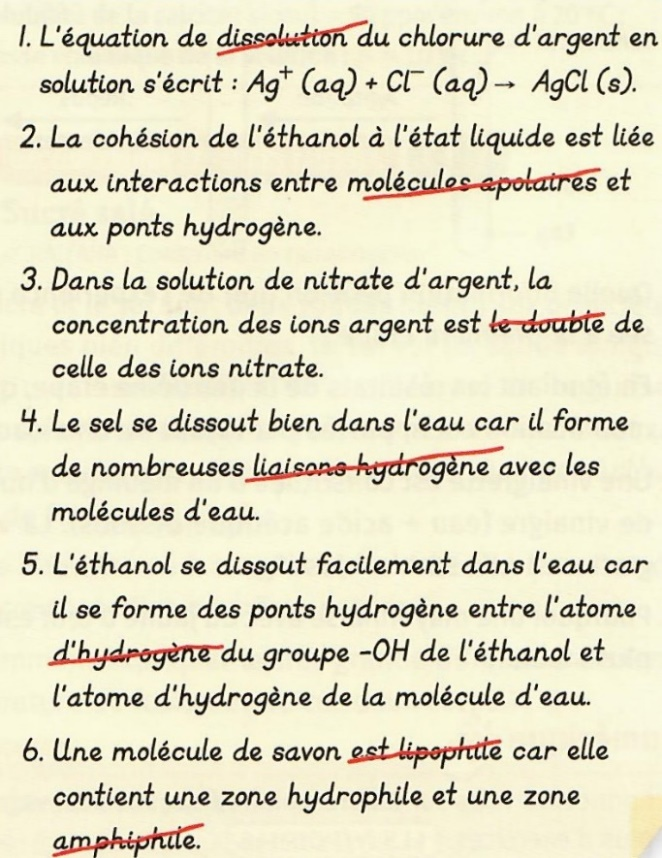 1. L'équation de dissolution du chlorure d'argent en
solution s'écrit : Ag⁺ (aq) + Cl⁻ (aq) → AgCl (s).
2. La cohésion de l'éthanol à l'état liquide est liée
aux interactions entre molécules apolaires et
aux ponts hydrogène.
3. Dans la solution de nitrate d'argent, la
concentration des ions argent est le double de
celle des ions nitrate.
4. Le sel se dissout bien dans l'eau car il forme
de nombreuses liaisons hydrogène avec les
molécules d'eau.
5. L'éthanol se dissout facilement dans l'eau car
il se forme des ponts hydrogène entre l'atome
d'hydrogène du groupe -OH de l'éthanol et
l'atome d'hydrogène de la molécule d'eau.
6. Une molécule de savon est lipophile car elle
contient une zone hydrophile et une zone
amphiphile.